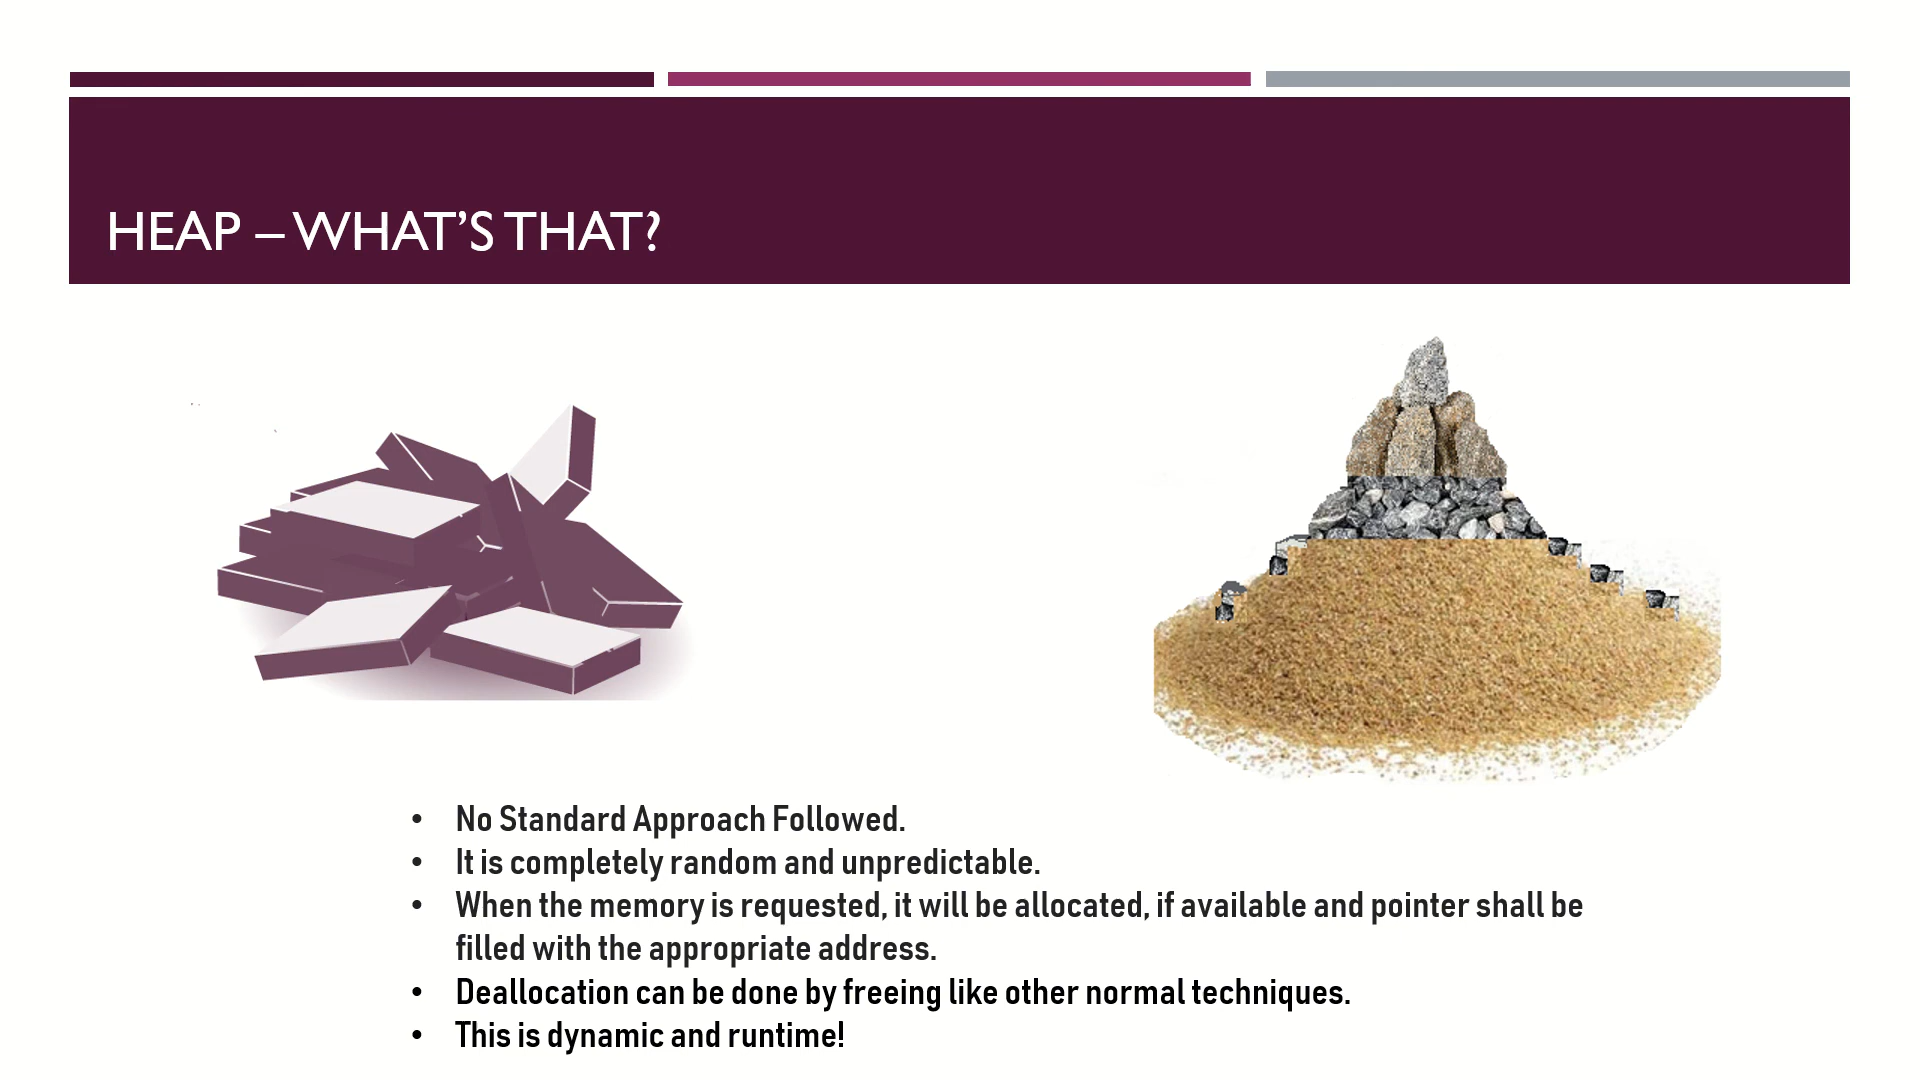 HEAP – WHAT’S THAT?
• No Standard Approach Followed.
• It is completely random and unpredictable.
• When the memory is requested, it will be allocated, if available and pointer shall be
filled with the appropriate address.
• Deallocation can be done by freeing like other normal techniques.
• This is dynamic and runtime!